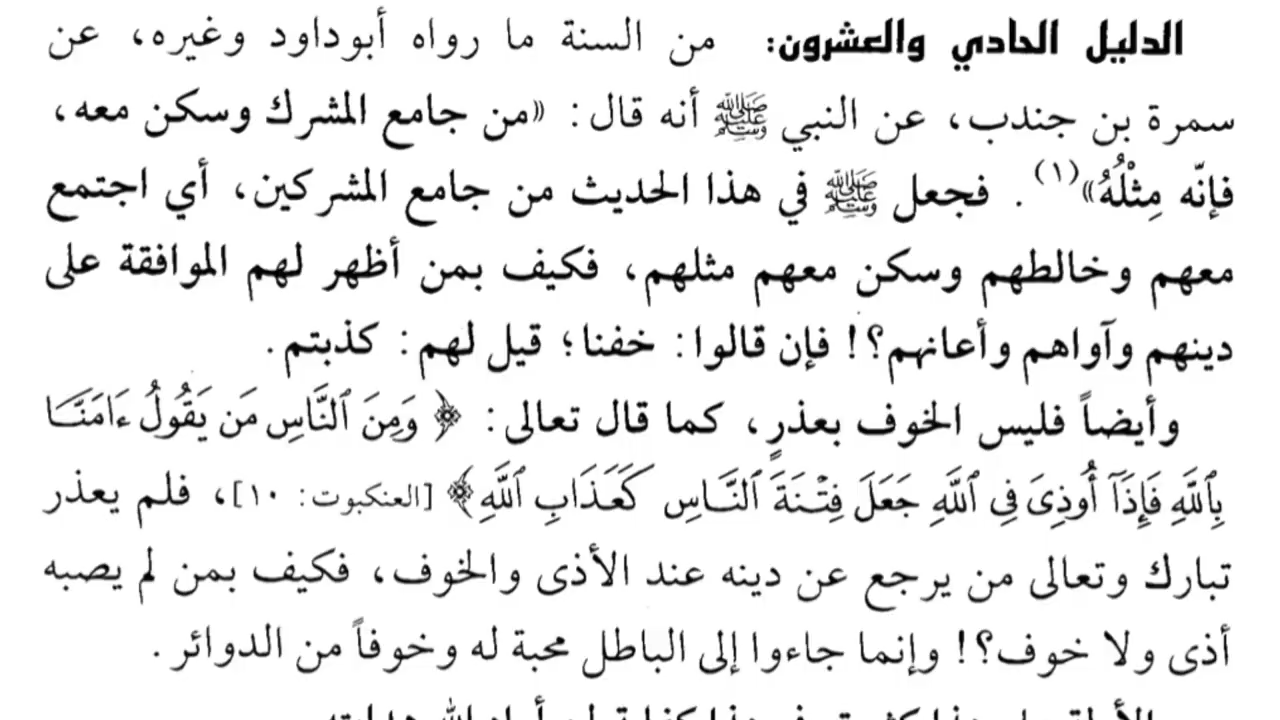 الدليل الحادي والعشرون: من السنة ما رواه أبوداود وغيره، عن
سمرة بن جندب، عن النبي ﷺ أنه قال: «من جامع المشرك وسكن معه،
فإنّه مِثْلُهُ»(١). فجعل ﷺ في هذا الحديث من جامع المشركين، أي اجتمع
معهم وخالطهم وسكن معهم مثلهم، فكيف بمن أظهر لهم الموافقة على
دينهم وآواهم وأعانهم؟! فإن قالوا: خفنا؛ قيل لهم: كذبتم.
وأيضاً فليس الخوف بعذرٍ، كما قال تعالى: ﴿وَمِنَ ٱلنَّاسِ مَن يَقُولُ ءَامَنَّا
بِٱللَّهِ فَإِذَآ أُوذِىَ فِى ٱللَّهِ جَعَلَ فِتْنَةَ ٱلنَّاسِ كَعَذَابِ ٱللَّهِ﴾ [العنكبوت: ١٠]، فلم يعذر
تبارك وتعالى من يرجع عن دينه عند الأذى والخوف، فكيف بمن لم يصبه
أذى ولا خوف؟! وإنما جاءوا إلى الباطل محبة له وخوفاً من الدوائر.